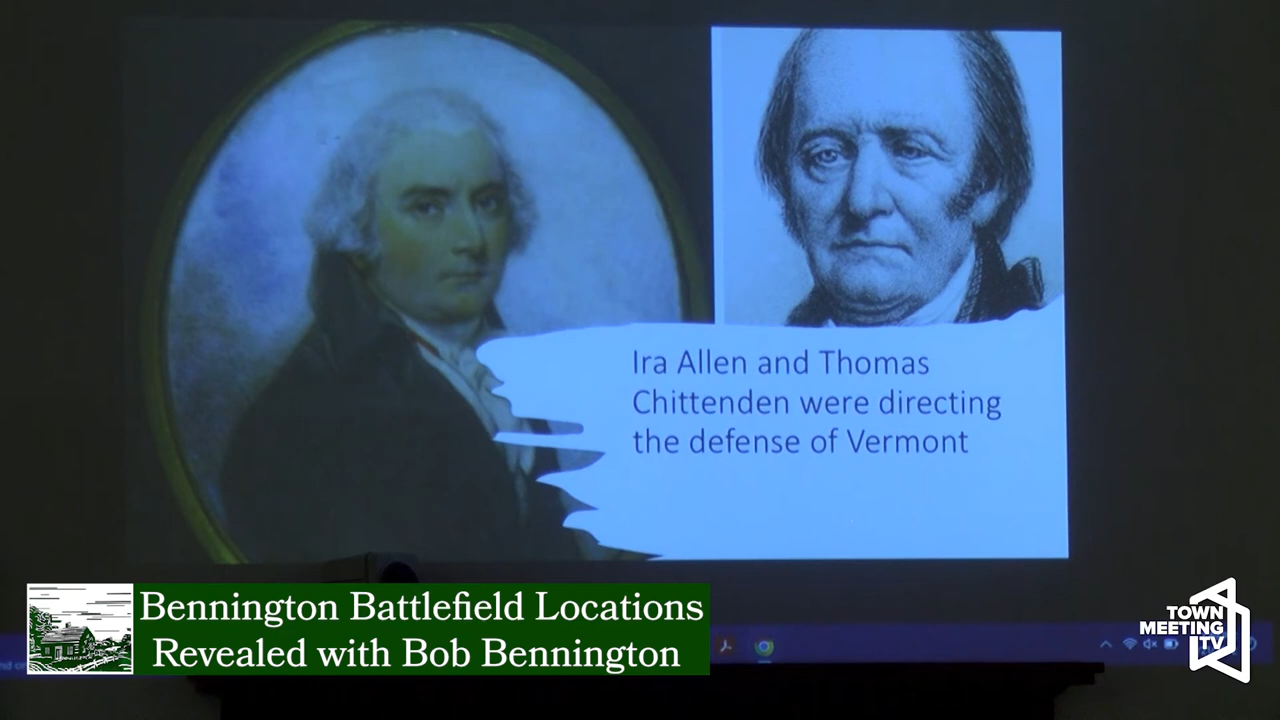 Ira Allen and Thomas
Chittenden were directing
the defense of Vermont
Bennington Battlefield Locations
Revealed with Bob Bennington
TOWN
MEETING
TV